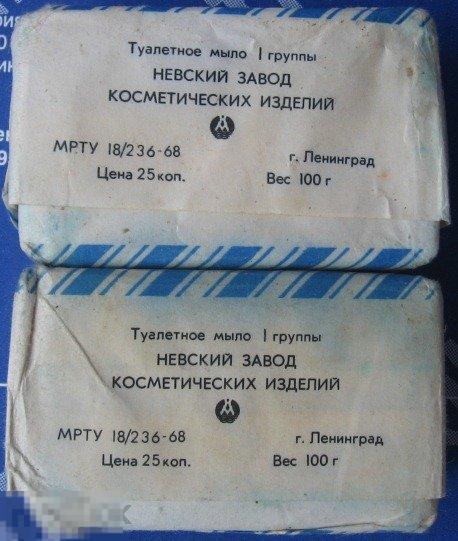 Туалетное мыло I группы
НЕВСКИЙ ЗАВОД
КОСМЕТИЧЕСКИХ ИЗДЕЛИЙ
МРТУ 18/236-68 г. Ленинград
Цена 25 коп. Вес 100 г
Туалетное мыло I группы
НЕВСКИЙ ЗАВОД
КОСМЕТИЧЕСКИХ ИЗДЕЛИЙ
МРТУ 18/236-68 г. Ленинград
Цена 25 коп. Вес 100 г